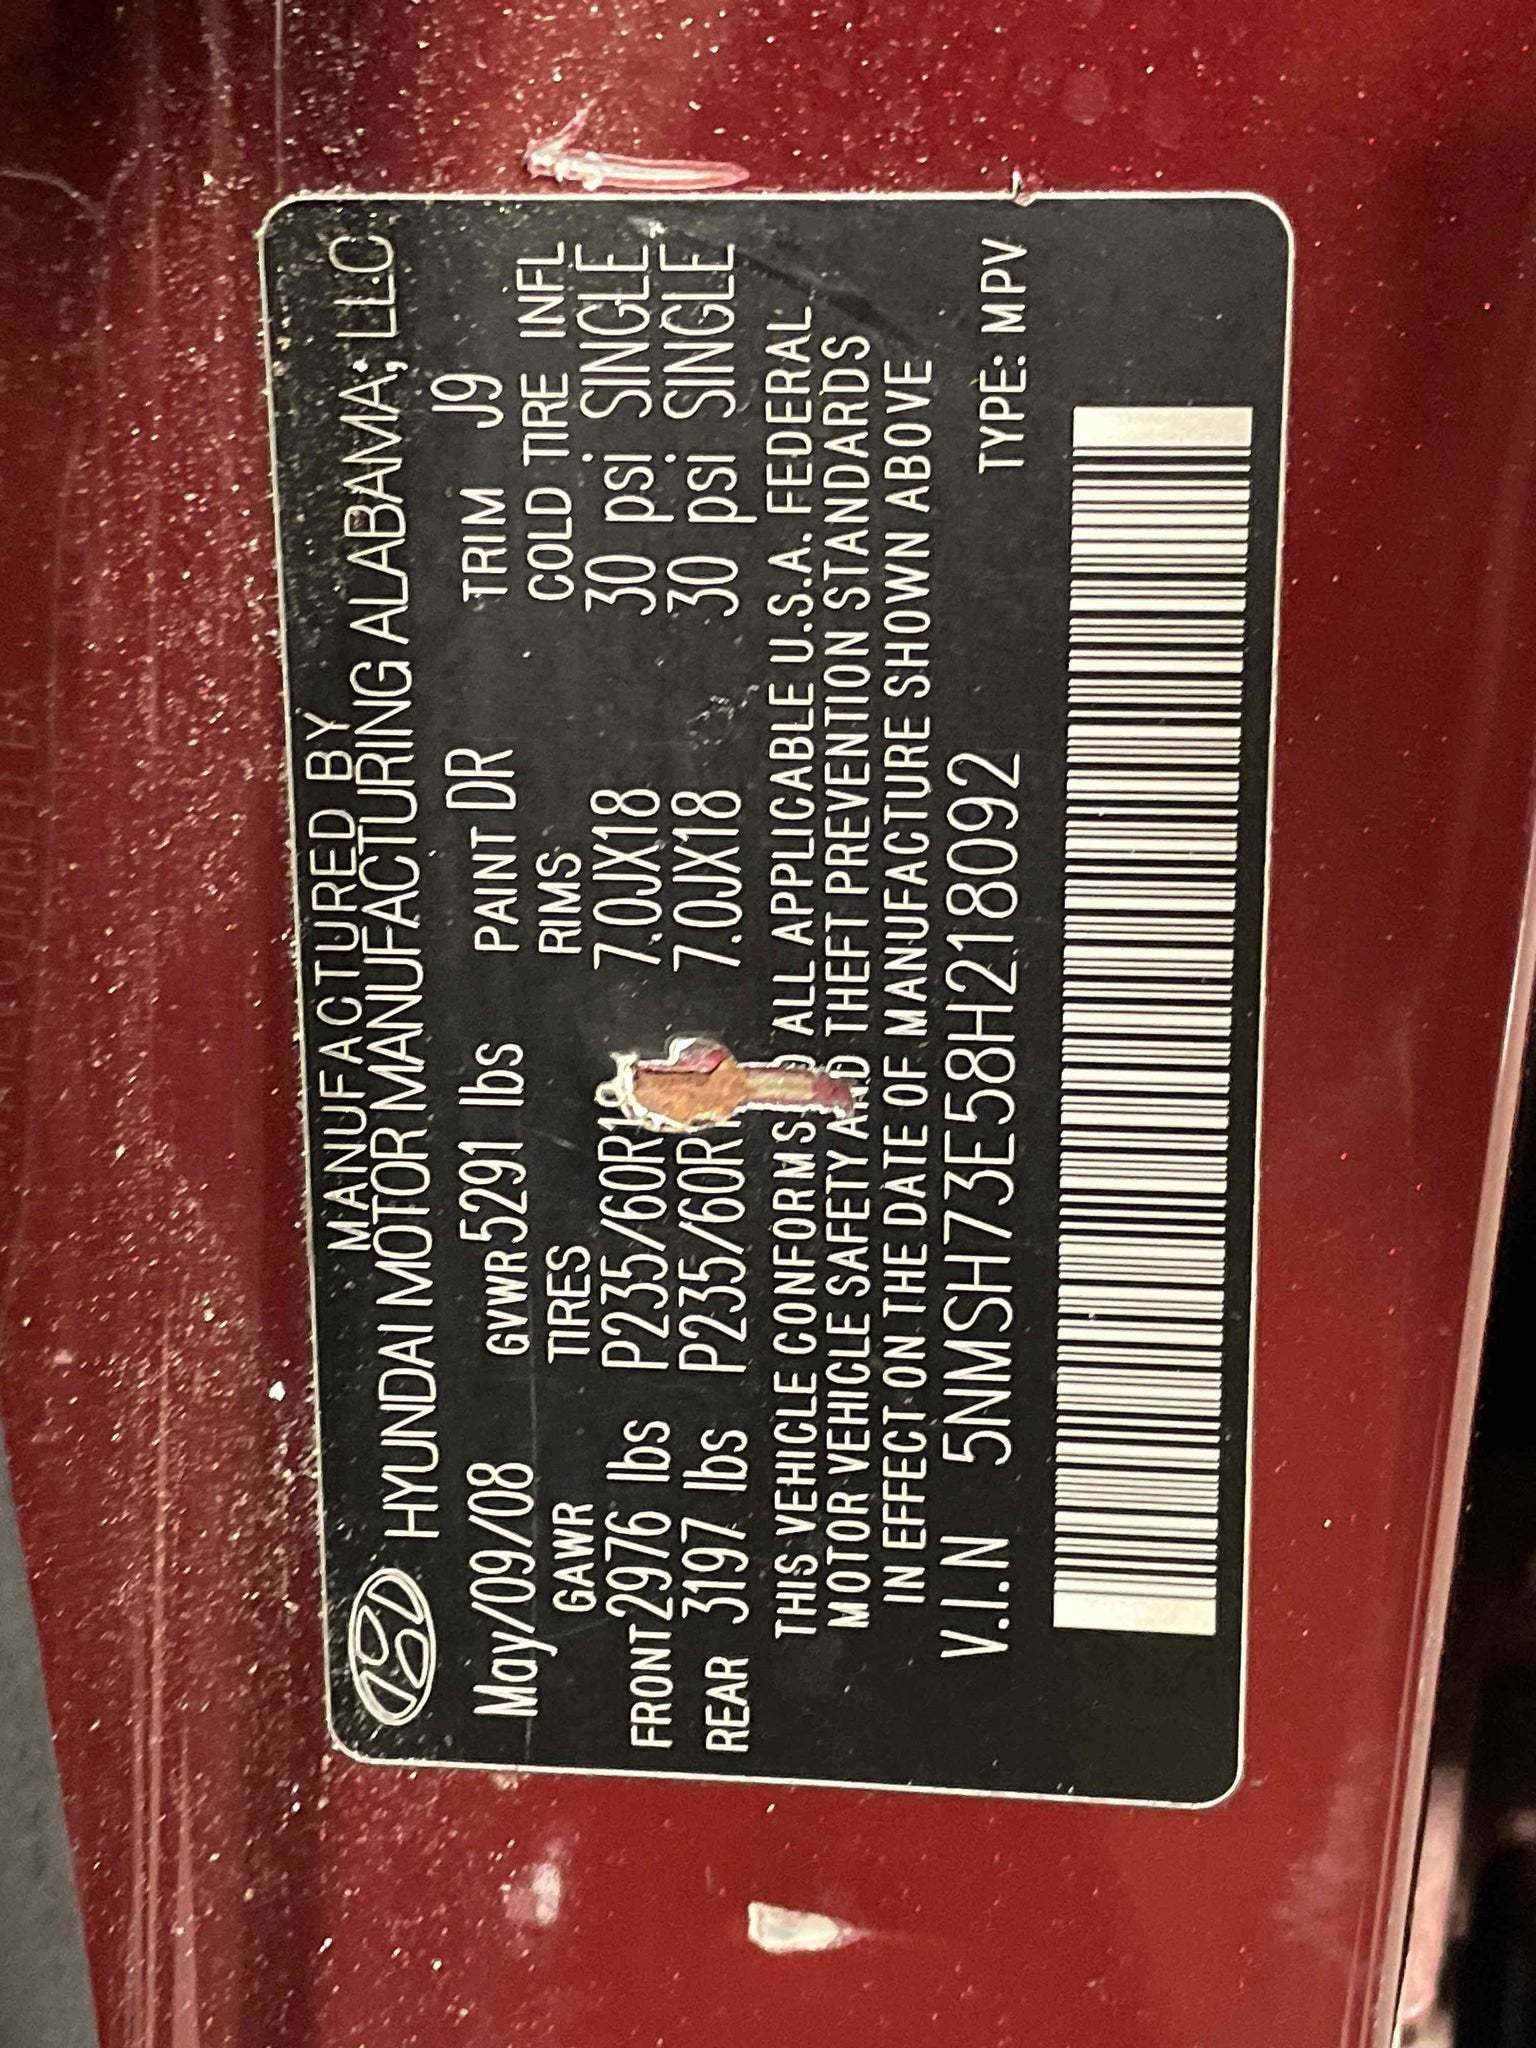 MANUFACTURED BY
HYUNDAI MOTOR MANUFACTURING ALABAMA, LLC
May/09/08 GVWR 5291 lbs PAINT DR TRIM J9
GAWR TIRES RIMS COLD TIRE INFL
FRONT 2976 lbs P235/60R18 7.0JX18 30 psi SINGLE
REAR 3197 lbs P235/60R 7.0JX18 30 psi SINGLE
THIS VEHICLE CONFORMS ALL APPLICABLE U.S.A. FEDERAL
MOTOR VEHICLE SAFETY AND THEFT PREVENTION STANDARDS
IN EFFECT ON THE DATE OF MANUFACTURE SHOWN ABOVE
V.I.N 5NMSH73E58H218092 TYPE: MPV